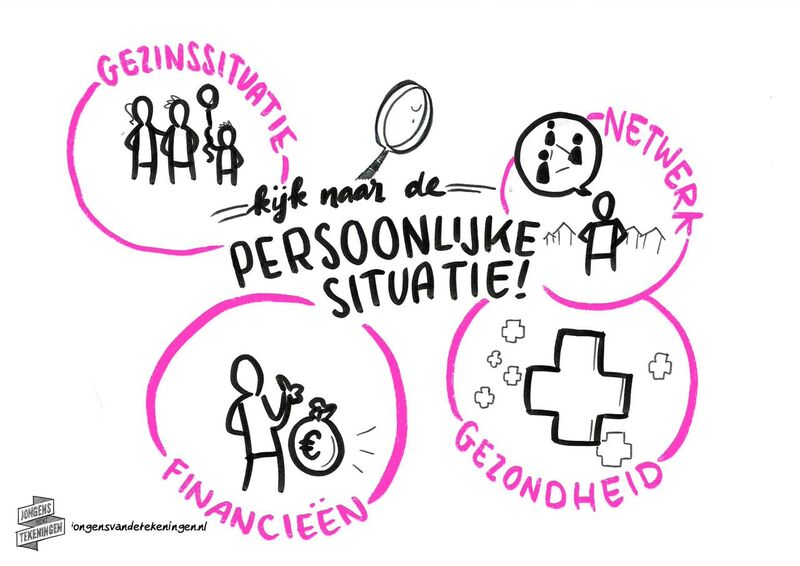 GEZINSSITUATIE
NETWERK
kijk naar de
PERSOONLIJKE
SITUATIE!
€
FINANCIEËN
GEZONDHEID
JONGENS
TEKENINGEN
jongensvandetekeningen.nl